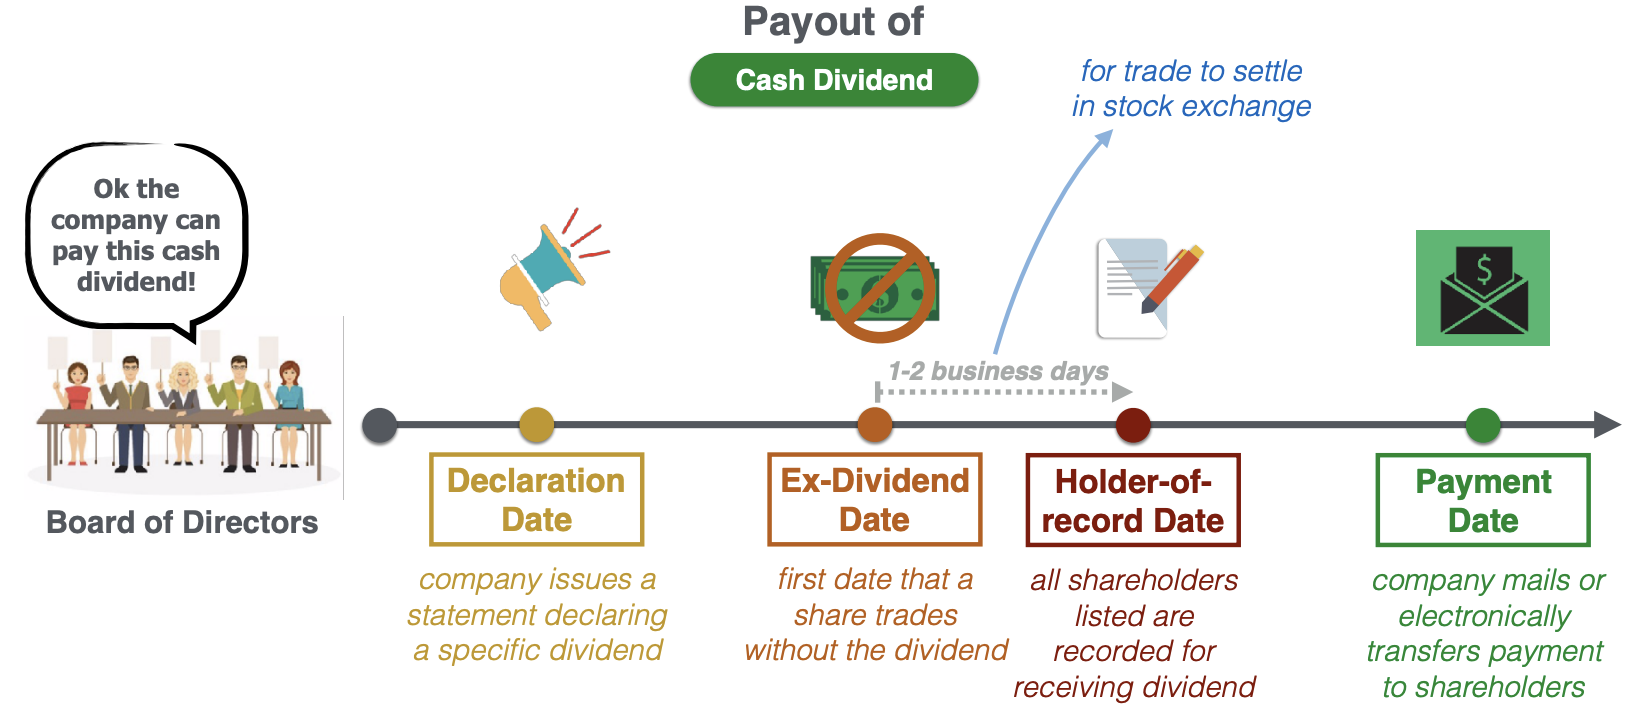 Payout of
Cash Dividend
for trade to settle
in stock exchange
Ok the
company can
pay this cash
dividend!
$
$
1-2 business days
Board of Directors
Declaration
Date
company issues a
statement declaring
a specific dividend
Ex-Dividend
Date
first date that a
share trades
without the dividend
Holder-of-
record Date
all shareholders
listed are
recorded for
receiving dividend
Payment
Date
company mails or
electronically
transfers payment
to shareholders